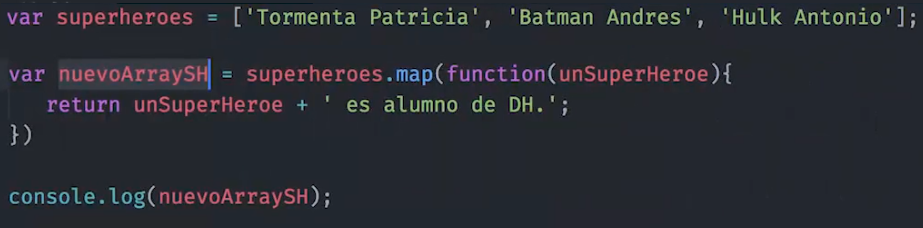 var superheroes = ['Tormenta Patricia', 'Batman Andres', 'Hulk Antonio'];
var nuevoArraySH = superheroes.map(function(unSuperHeroe){
return unSuperHeroe + ' es alumno de DH.';
})
console.log(nuevoArraySH);